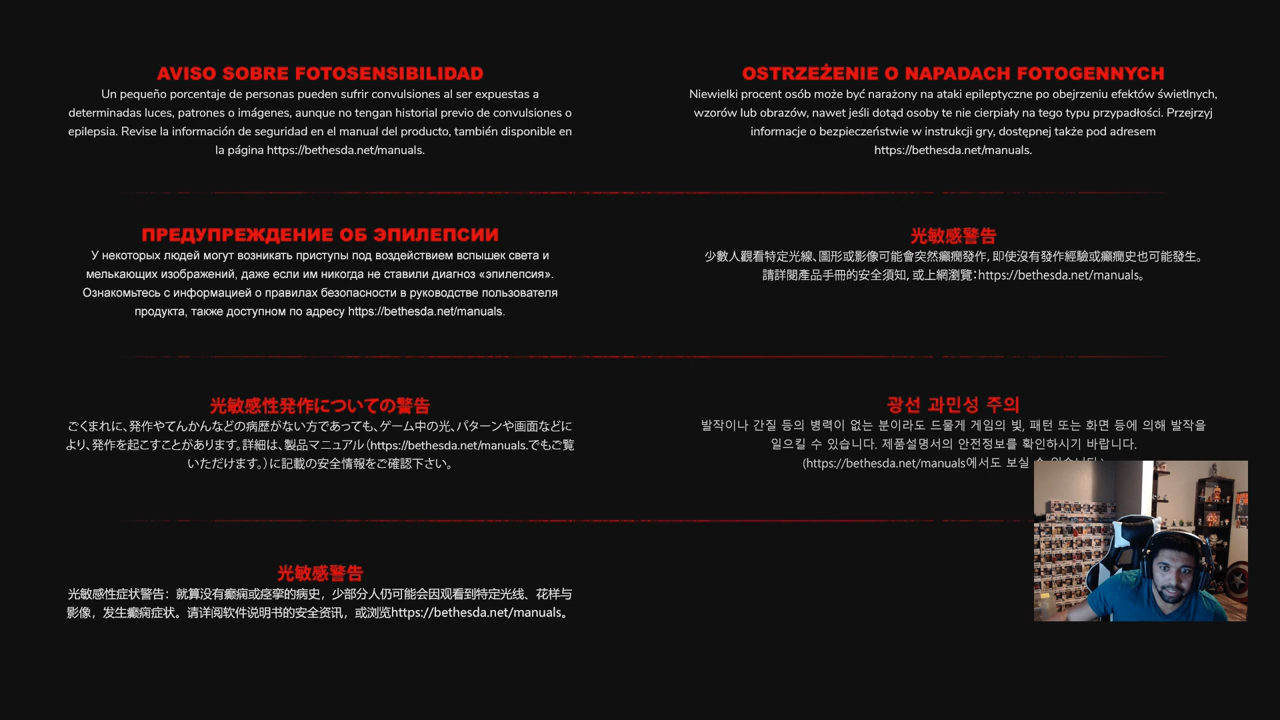 AVISO SOBRE FOTOSENSIBILIDAD
Un pequeño porcentaje de personas pueden sufrir convulsiones al ser expuestas a
determinadas luces, patrones o imágenes, aunque no tengan historial previo de convulsiones o
epilepsia. Revise la información de seguridad en el manual del producto, también disponible en
la página https://bethesda.net/manuals.
OSTRZEŻENIE O NAPADACH FOTOGENNYCH
Niewielki procent osób może być narażony na ataki epileptyczne po obejrzeniu efektów świetlnych,
wzorów lub obrazów, nawet jeśli dotąd osoby te nie cierpiały na tego typu przypadłości. Przejrzyj
informacje o bezpieczeństwie w instrukcji gry, dostępnej także pod adresem
https://bethesda.net/manuals.
ПРЕДУПРЕЖДЕНИЕ ОБ ЭПИЛЕПСИИ
У некоторых людей могут возникать приступы под воздействием вспышек света и
мелькающих изображений, даже если им никогда не ставили диагноз «эпилепсия».
Ознакомьтесь с информацией о правилах безопасности в руководстве пользователя
продукта, также доступном по адресу https://bethesda.net/manuals.
光敏感警告
少數人觀看特定光線、圖形或影像可能會突然癲癇發作, 即使沒有發作經驗或癲癇史也可能發生。
請詳閱產品手冊的安全須知, 或上網瀏覽:https://bethesda.net/manuals。
光敏感性発作についての警告
ごくまれに、発作やてんかんなどの病歴がない方であっても、ゲーム中の光、パターンや画面などに
より、発作を起こすことがあります。詳細は、製品マニュアル(https://bethesda.net/manuals.でもご覧
いただけます。)に記載の安全情報をご確認下さい。
광선 과민성 주의
발작이나 간질 등의 병력이 없는 분이라도 드물게 게임의 빛, 패턴 또는 화면 등에 의해 발작을
일으킬 수 있습니다. 제품설명서의 안전정보를 확인하시기 바랍니다.
(https://bethesda.net/manuals에서도 보실
光敏感警告
光敏感性症状警告：就算没有癫痫或痉挛的病史，少部分人仍可能会因观看到特定光线、花样与
影像，发生癫痫症状。请详阅软件说明书的安全资讯，或浏览https://bethesda.net/manuals。